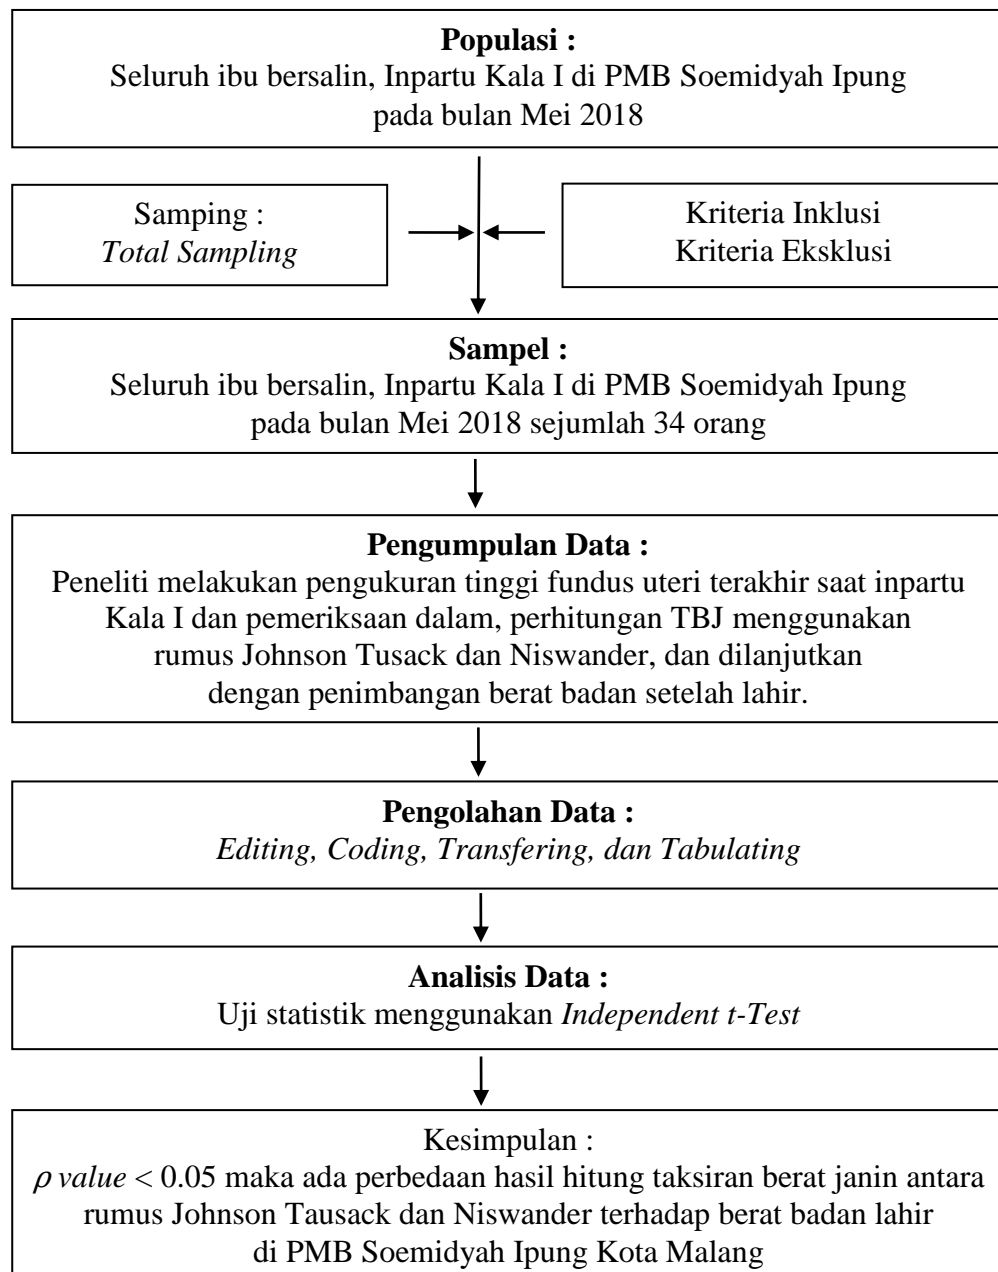 Populasi :
Seluruh ibu bersalin, Inpartu Kala I di PMB Soemidyah Ipung
pada bulan Mei 2018
Samping :
Total Sampling
Kriteria Inklusi
Kriteria Eksklusi
Sampel :
Seluruh ibu bersalin, Inpartu Kala I di PMB Soemidyah Ipung
pada bulan Mei 2018 sejumlah 34 orang
Pengumpulan Data :
Peneliti melakukan pengukuran tinggi fundus uteri terakhir saat inpartu
Kala I dan pemeriksaan dalam, perhitungan TBJ menggunakan
rumus Johnson Tusack dan Niswander, dan dilanjutkan
dengan penimbangan berat badan setelah lahir.
Pengolahan Data :
Editing, Coding, Transfering, dan Tabulating
Analisis Data :
Uji statistik menggunakan Independent t-Test
Kesimpulan :
ρ value < 0.05 maka ada perbedaan hasil hitung taksiran berat janin antara
rumus Johnson Tausack dan Niswander terhadap berat badan lahir
di PMB Soemidyah Ipung Kota Malang